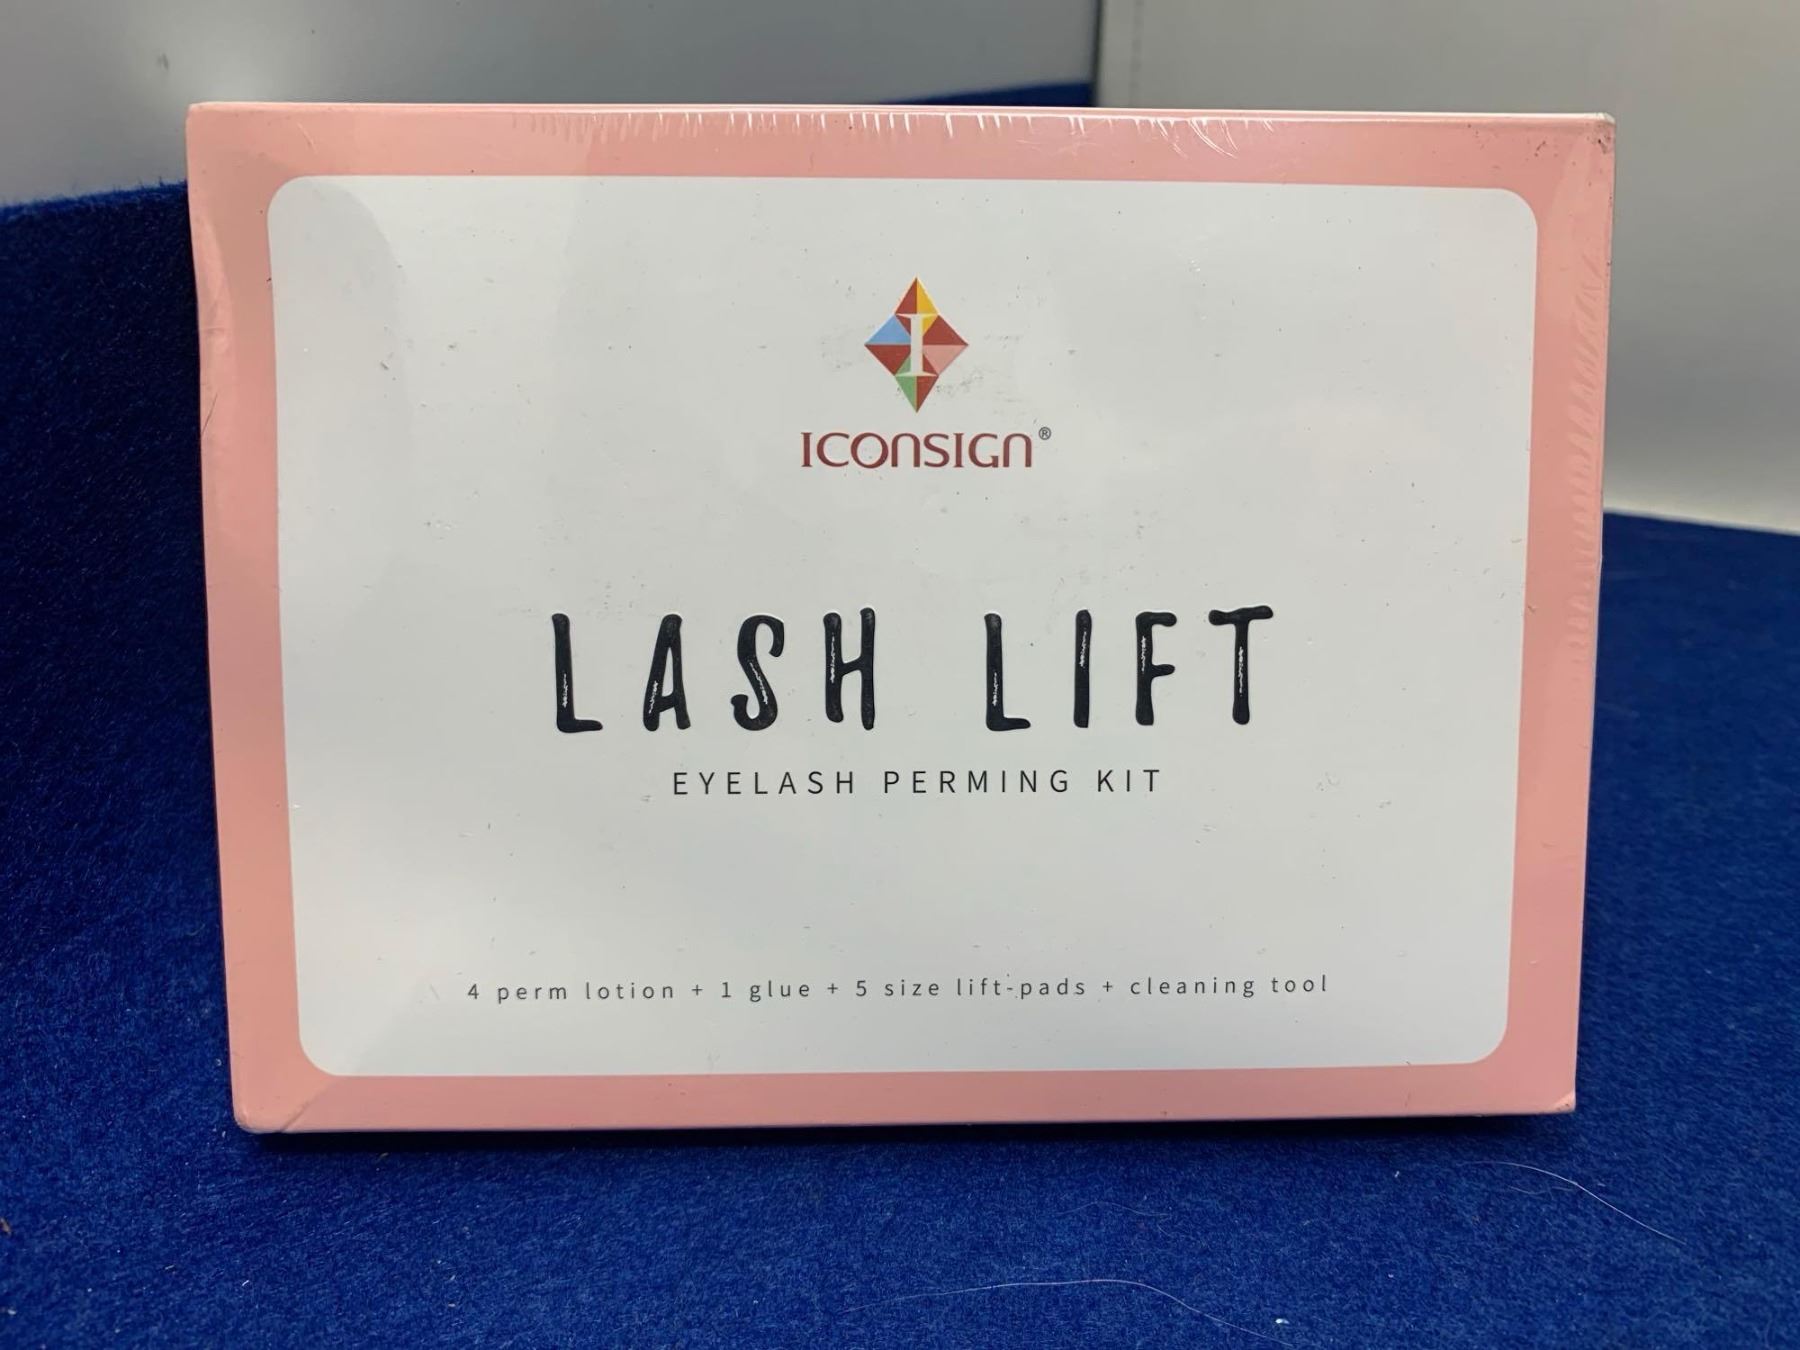 I
ICONSIGN®
LASH LIFT
EYELASH PERMING KIT
4 perm lotion + 1 glue + 5 size lift-pads + cleaning tool